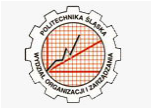 POLITECHNIKA ŚLĄSKA
WYDZIAŁ ORGANIZACJI I ZARZĄDZANIA